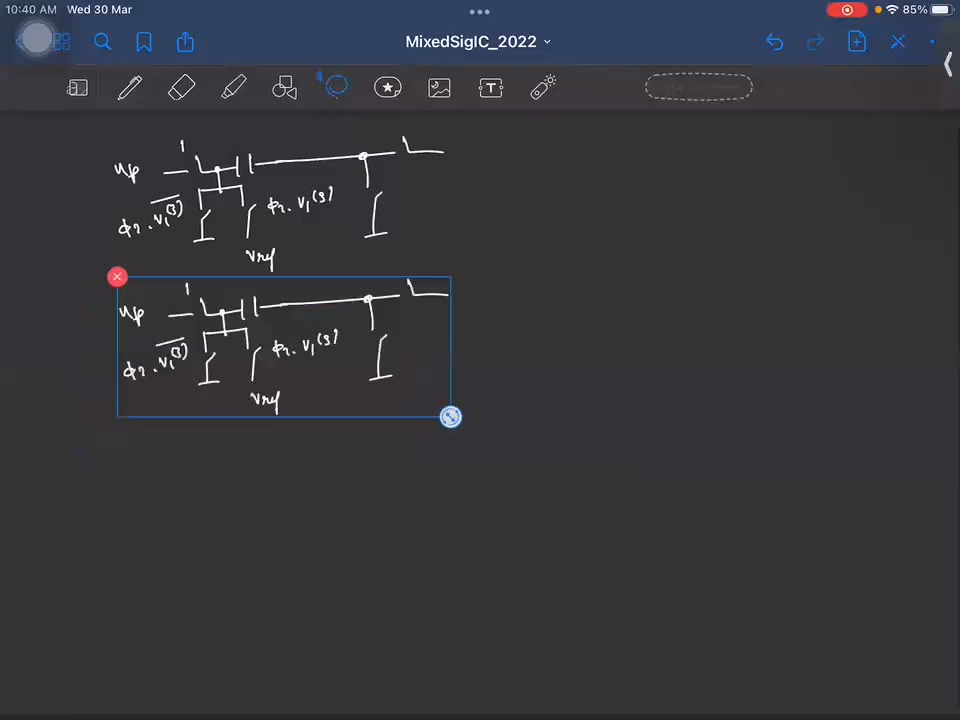 10:40 AM Wed 30 Mar
85%
MixedSigIC_2022
T
1
up
ϕ2 . v1(3)
ϕ2 . v1(3)
Vref
1
up
ϕ2 . v1(3)
ϕ2 . v1(3)
Vref